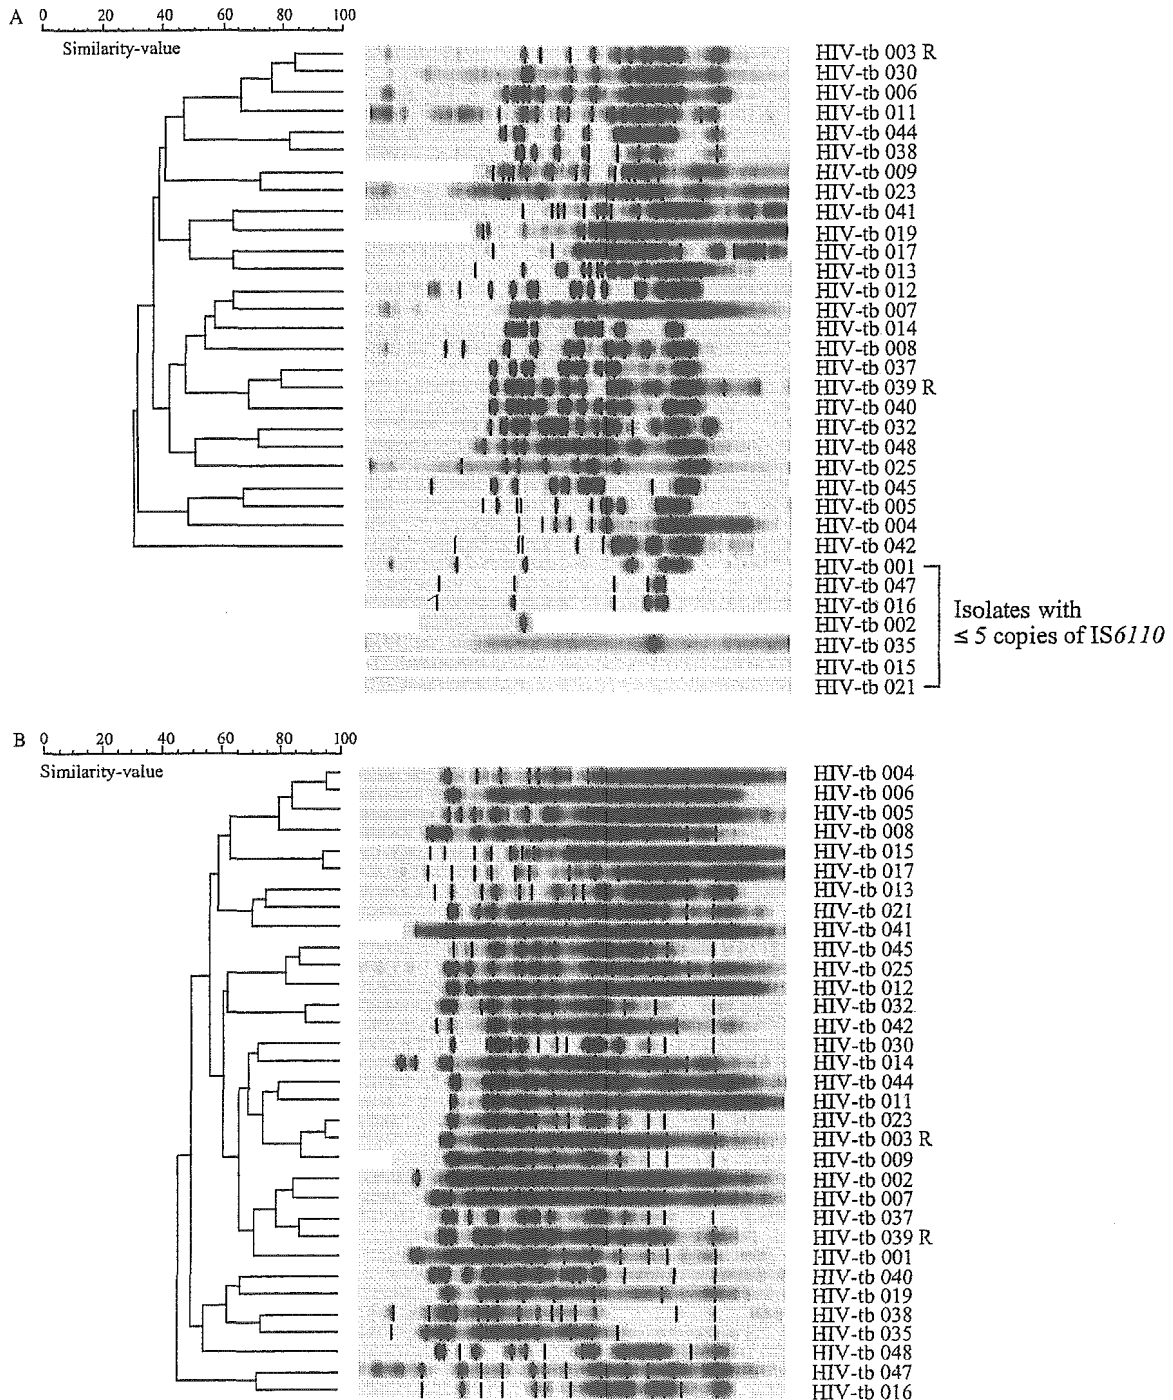 A 0 20 40 60 80 100
Similarity-value
HIV-tb 003 R
HIV-tb 030
HIV-tb 006
HIV-tb 011
HIV-tb 044
HIV-tb 038
HIV-tb 009
HIV-tb 023
HIV-tb 041
HIV-tb 019
HIV-tb 017
HIV-tb 013
HIV-tb 012
HIV-tb 007
HIV-tb 014
HIV-tb 008
HIV-tb 037
HIV-tb 039 R
HIV-tb 040
HIV-tb 032
HIV-tb 048
HIV-tb 025
HIV-tb 045
HIV-tb 005
HIV-tb 004
HIV-tb 042
HIV-tb 001
HIV-tb 047
HIV-tb 016
HIV-tb 002
HIV-tb 035
HIV-tb 015
HIV-tb 021
Isolates with
≤ 5 copies of IS6110
B 0 20 40 60 80 100
Similarity-value
HIV-tb 004
HIV-tb 006
HIV-tb 005
HIV-tb 008
HIV-tb 015
HIV-tb 017
HIV-tb 013
HIV-tb 021
HIV-tb 041
HIV-tb 045
HIV-tb 025
HIV-tb 012
HIV-tb 032
HIV-tb 042
HIV-tb 030
HIV-tb 014
HIV-tb 044
HIV-tb 011
HIV-tb 023
HIV-tb 003 R
HIV-tb 009
HIV-tb 002
HIV-tb 007
HIV-tb 037
HIV-tb 039 R
HIV-tb 001
HIV-tb 040
HIV-tb 019
HIV-tb 038
HIV-tb 035
HIV-tb 048
HIV-tb 047
HIV-tb 016